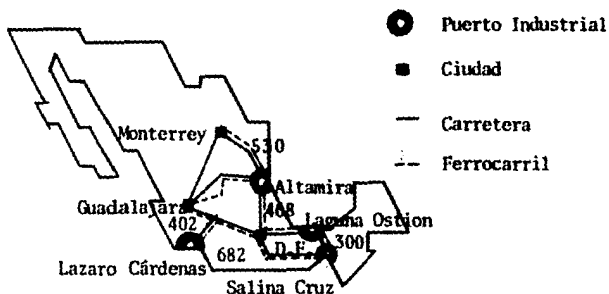 Puerto Industrial
Ciudad
Carretera
Ferrocarril
Monterrey
530
Altamira
Guadalajara
468
Laguna Ostion
402
D.F.
300
682
Lazaro Cárdenas
Salina Cruz